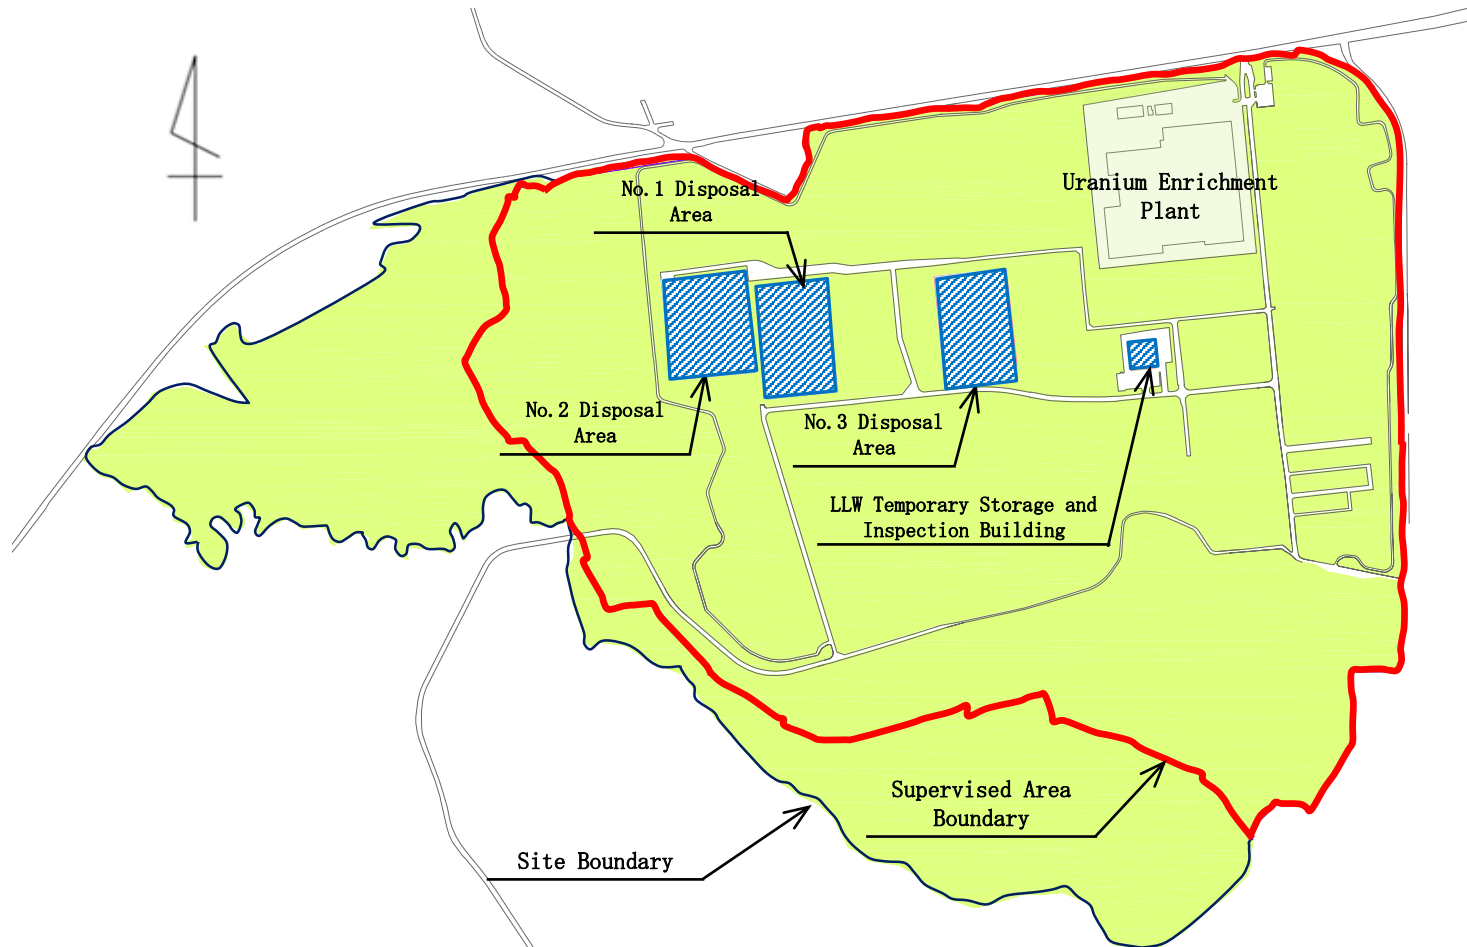 No.1 Disposal
Area
Uranium Enrichment
Plant
No.2 Disposal
Area
No.3 Disposal
Area
LLW Temporary Storage and
Inspection Building
Supervised Area
Boundary
Site Boundary